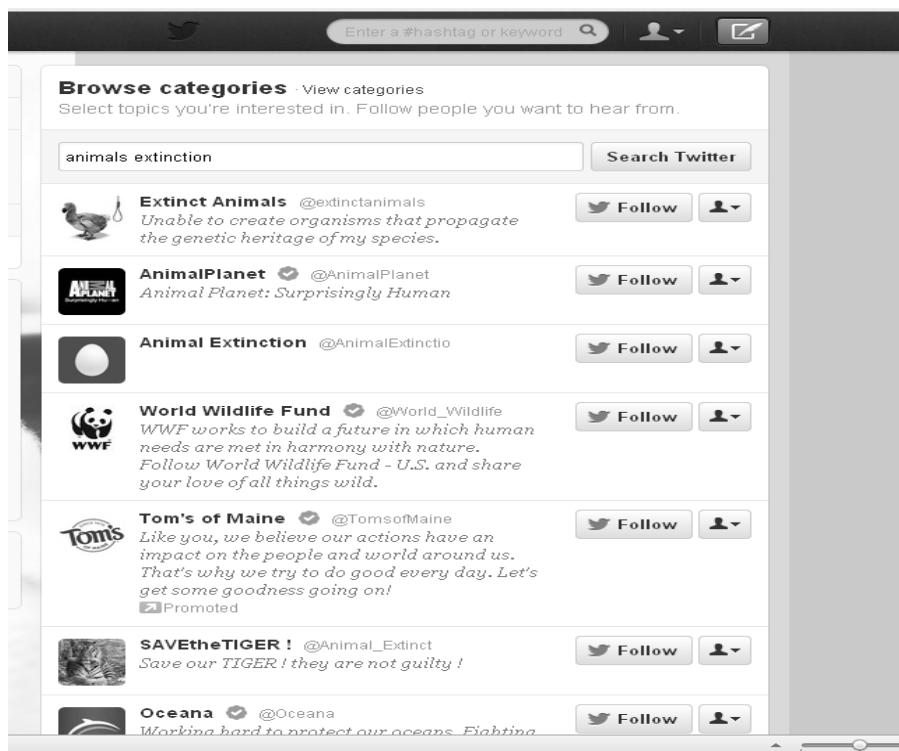 Enter a #hashtag or keyword
Browse categories · View categories
Select topics you're interested in. Follow people you want to hear from.
animals extinction
Search Twitter
Extinct Animals @extinctanimals
Follow
Unable to create organisms that propagate
the genetic heritage of my species.
AnimalPlanet @AnimalPlanet
Follow
Animal Planet: Surprisingly Human
ANIMAL
PLANET
Surprisingly Human
Animal Extinction @AnimalExtinctio
Follow
World Wildlife Fund @World_Wildlife
Follow
WWF works to build a future in which human
needs are met in harmony with nature.
Follow World Wildlife Fund - U.S. and share
your love of all things wild.
WWF
Tom's of Maine @TomsofMaine
Follow
Like you, we believe our actions have an
impact on the people and world around us.
That's why we try to do good every day. Let's
get some goodness going on!
Promoted
Tom's
OF MAINE
SAVEtheTIGER ! @Animal_Extinct
Follow
Save our TIGER ! they are not guilty !
Oceana @Oceana
Follow
Working hard to protect our oceans. Fighting